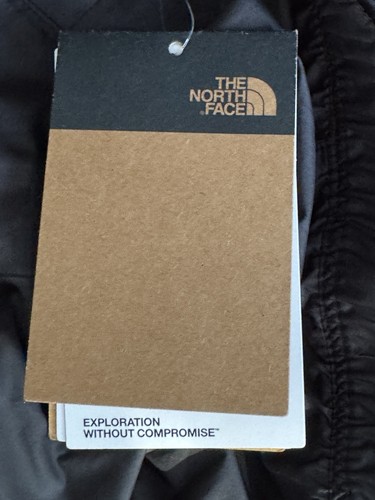 THE
NORTH
FACE
EXPLORATION
WITHOUT COMPROMISE™